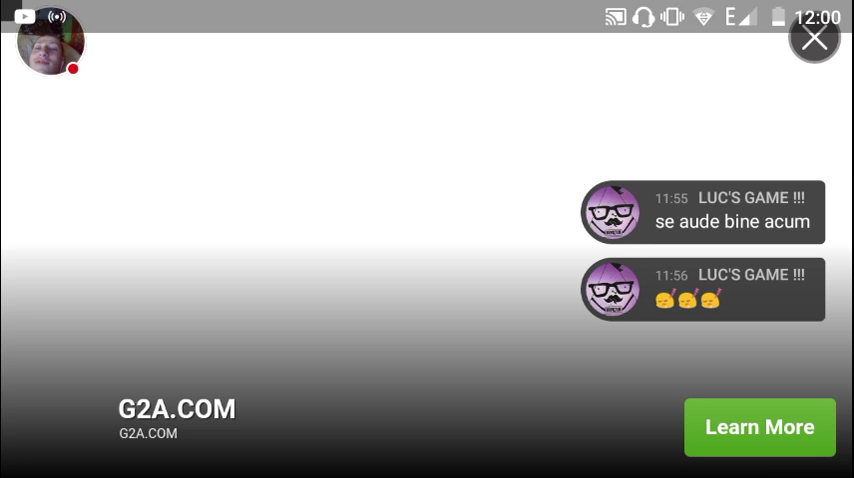 E 12:00
11:55 LUC'S GAME !!!
se aude bine acum
11:56 LUC'S GAME !!!
G2A.COM
G2A.COM
Learn More